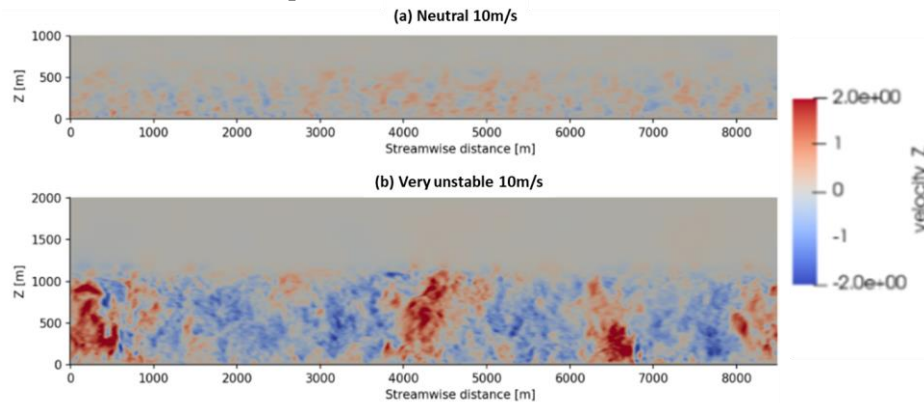 (a) Neutral 10m/s
1000
500
0
Z [m]
0 1000 2000 3000 4000 5000 6000 7000 8000
Streamwise distance [m]
(b) Very unstable 10m/s
2000
1500
1000
500
0
Z [m]
0 1000 2000 3000 4000 5000 6000 7000 8000
Streamwise distance [m]
2.0e+00
1
0
-1
-2.0e+00
velocity Z